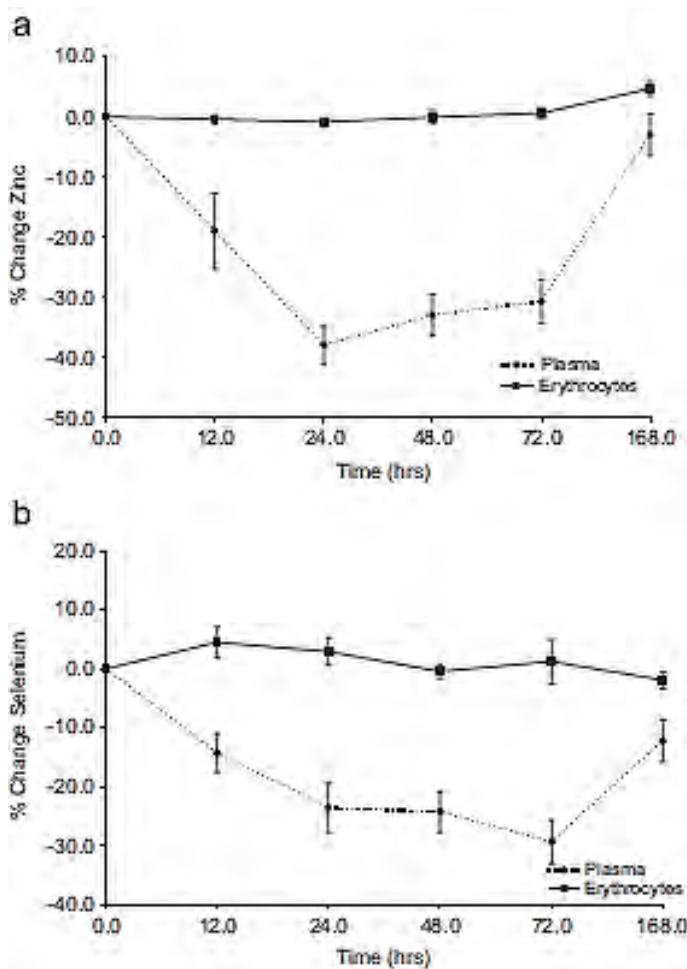 a
10.0
0.0
-10.0
-20.0
-30.0
-40.0
-50.0
% Change Zinc
Plasma
Erythrocytes
0.0 12.0 24.0 48.0 72.0 168.0
Time (hrs)
b
20.0
10.0
0.0
-10.0
-20.0
-30.0
-40.0
% Change Selenium
Plasma
Erythrocytes
0.0 12.0 24.0 48.0 72.0 168.0
Time (hrs)